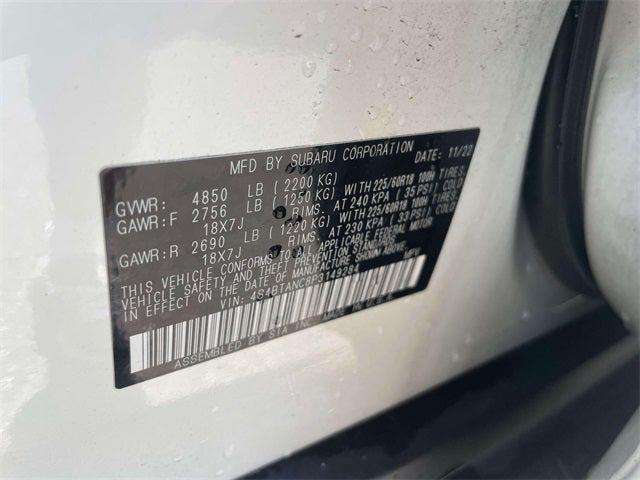 MFD BY SUBARU CORPORATION DATE: 11/22
GVWR: 4850 LB (2200 KG)
GAWR:F 2756 LB (1250 KG) WITH 225/60R18 100H TIRES,
18X7J RIMS, AT 240 KPA (35 PSI) COLD
GAWR:R 2690 LB (1220 KG) WITH 225/60R18 100H TIRES,
18X7J RIMS, AT 230 KPA (33 PSI) COLD
THIS VEHICLE CONFORMS TO ALL APPLICABLE FEDERAL MOTOR
VEHICLE SAFETY AND THEFT PREVENTION STANDARDS
IN EFFECT ON THE DATE OF MANUFACTURE SHOWN ABOVE.
VIN: MPV
ASSEMBLED BY SIA INC. MADE IN U.S.A.